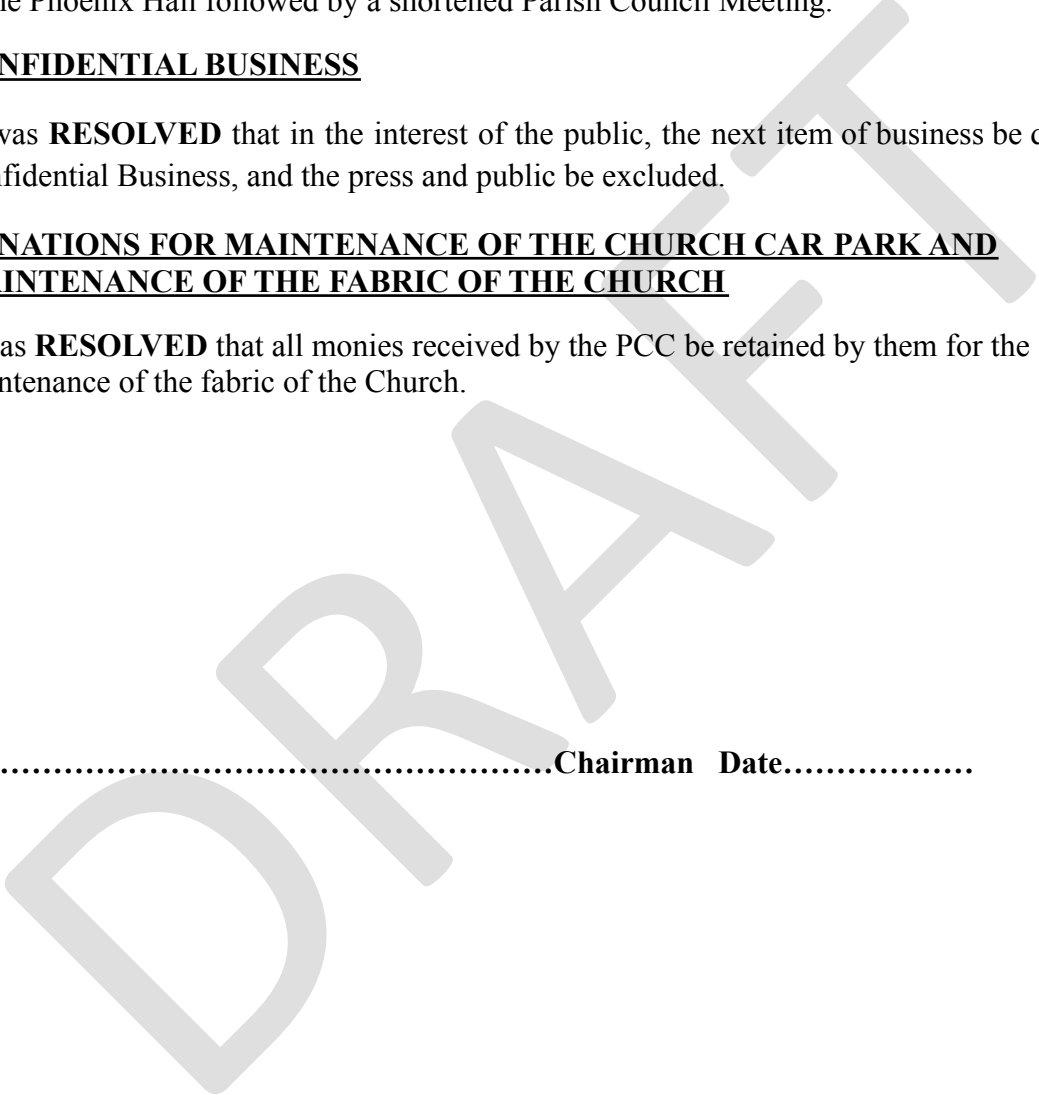 he Phoenix Hall followed by a shortened Parish Council Meeting.
NFIDENTIAL BUSINESS
was RESOLVED that in the interest of the public, the next item of business be c
nfidential Business, and the press and public be excluded.
NATIONS FOR MAINTENANCE OF THE CHURCH CAR PARK AND
AINTENANCE OF THE FABRIC OF THE CHURCH
as RESOLVED that all monies received by the PCC be retained by them for the
ntenance of the fabric of the Church.
…………………………………………………Chairman Date………………
DRAFT